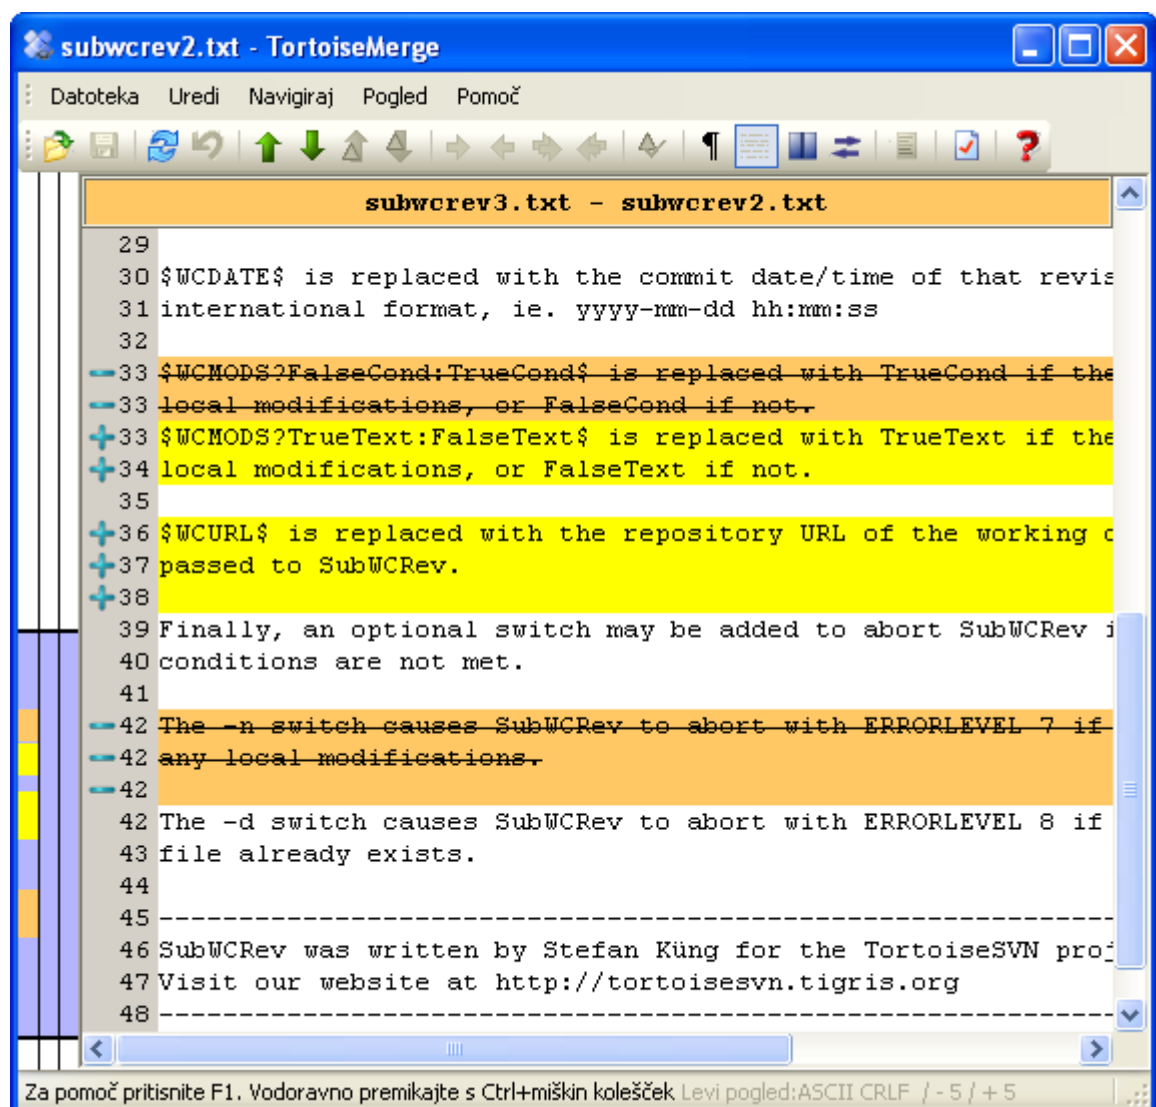 subwcrev2.txt - TortoiseMerge
Datoteka Uredi Navigiraj Pogled Pomoč
subwcrev3.txt - subwcrev2.txt
29
30 $WCDATE$ is replaced with the commit date/time of that revis
31 international format, ie. yyyy-mm-dd hh:mm:ss
32
33 $WCMODS?FalseCond:TrueCond$ is replaced with TrueCond if the
33 local modifications, or FalseCond if not.
33 $WCMODS?TrueText:FalseText$ is replaced with TrueText if the
34 local modifications, or FalseText if not.
35
36 $WCURL$ is replaced with the repository URL of the working
37 passed to SubWCRev.
38
39 Finally, an optional switch may be added to abort SubWCRev i
40 conditions are not met.
41
42 The -n switch causes SubWCRev to abort with ERRORLEVEL 7 if
42 any local modifications.
42
42 The -d switch causes SubWCRev to abort with ERRORLEVEL 8 if
43 file already exists.
44
45 ------------------------------------------------------------
46 SubWCRev was written by Stefan Küng for the TortoiseSVN proj
47 Visit our website at http://tortoisesvn.tigris.org
48 ------------------------------------------------------------
Za pomoč pritisnite F1. Vodoravno premikajte s Ctrl+miškin kolešček Levi pogled:ASCII CRLF / - 5 / + 5